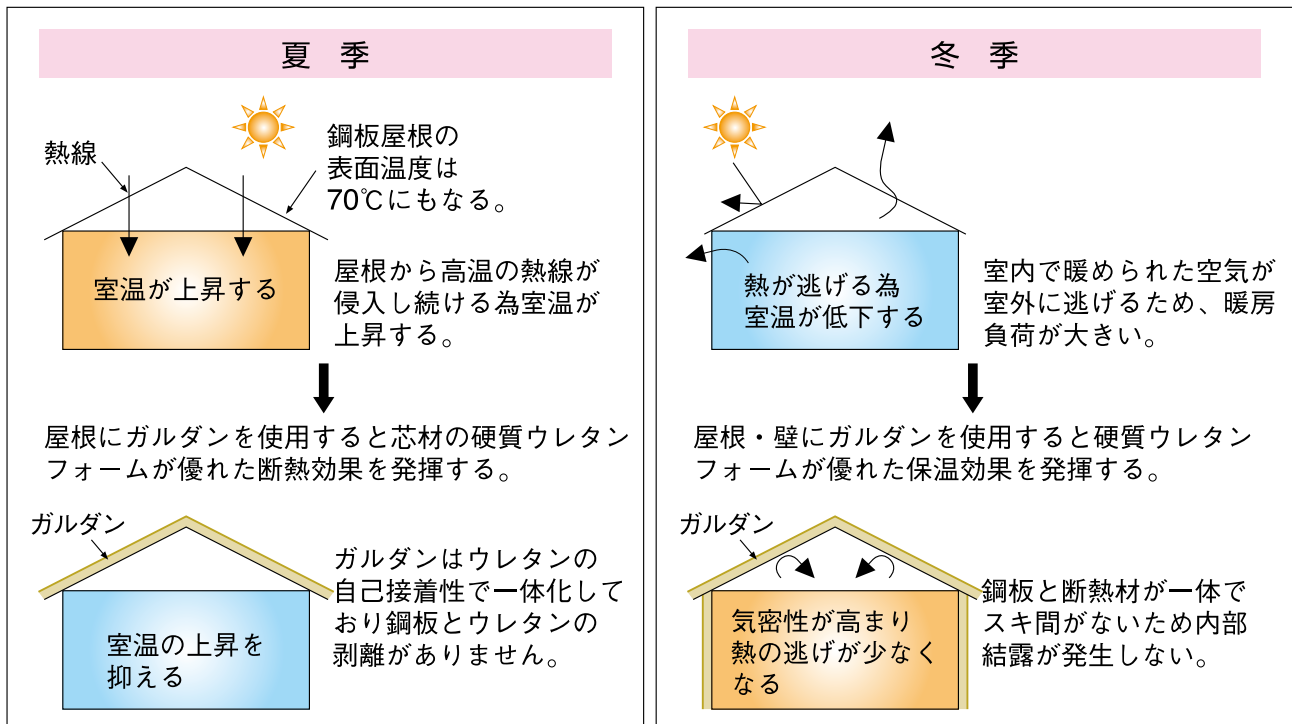 夏 季
熱線
鋼板屋根の
表面温度は
70℃にもなる。
室温が上昇する
屋根から高温の熱線が
侵入し続ける為室温が
上昇する。
屋根にガルダンを使用すると芯材の硬質ウレタン
フォームが優れた断熱効果を発揮する。
ガルダン
室温の上昇を
抑える
ガルダンはウレタンの
自己接着性で一体化して
おり鋼板とウレタンの
剥離がありません。
冬 季
熱が逃げる為
室温が低下する
室内で暖められた空気が
室外に逃げるため、暖房
負荷が大きい。
屋根・壁にガルダンを使用すると硬質ウレタン
フォームが優れた保温効果を発揮する。
ガルダン
気密性が高まり
熱の逃げが少なく
なる
鋼板と断熱材が一体で
スキ間がないため内部
結露が発生しない。